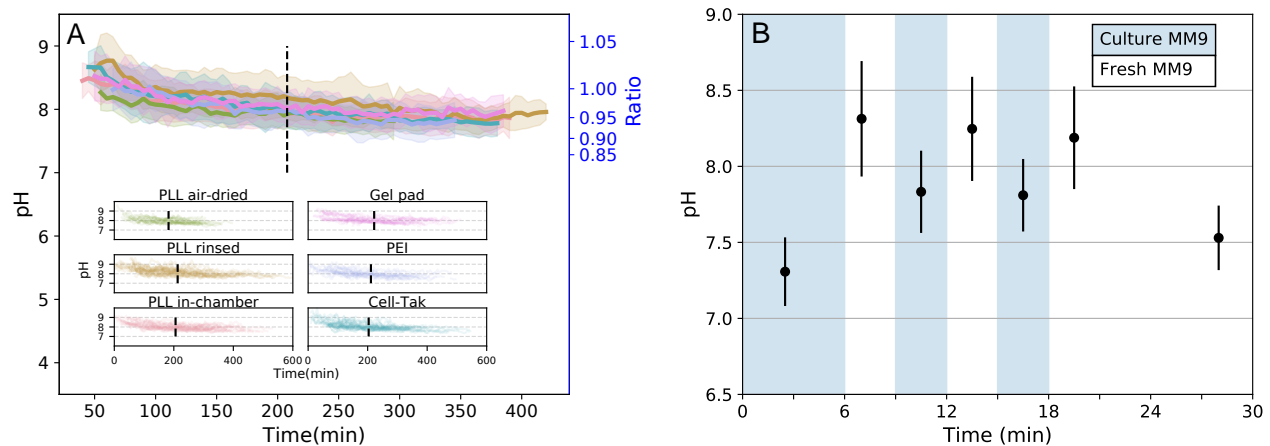 A
9
8
7
6
5
4
pH
50 100 150 200 250 300 350 400
Time(min)
1.05
1.00
0.95
0.90
0.85
Ratio
PLL air-dried
Gel pad
9
8
7
PLL rinsed
PEI
pH
9
8
7
PLL in-chamber
Cell-Tak
9
8
7
0 200 400 600 0 200 400 600
Time(min)
B
9.0
8.5
8.0
7.5
7.0
6.5
pH
Culture MM9
Fresh MM9
0 6 12 18 24 30
Time (min)